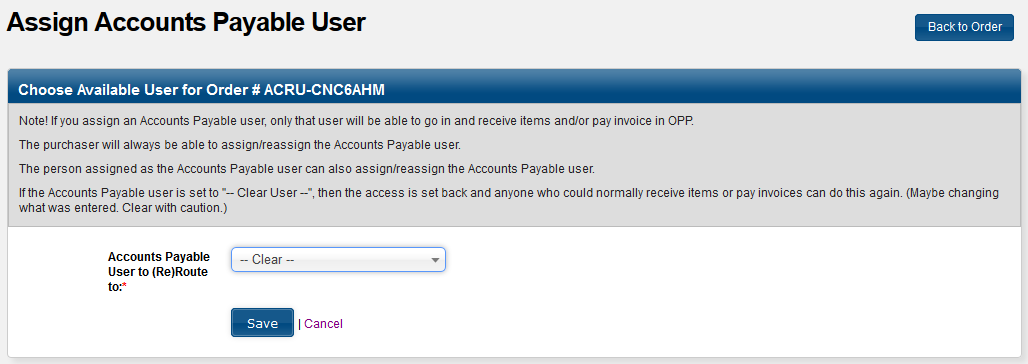 Assign Accounts Payable User
Back to Order
Choose Available User for Order # ACRU-CNC6AHM
Note! If you assign an Accounts Payable user, only that user will be able to go in and receive items and/or pay invoice in OPP.
The purchaser will always be able to assign/reassign the Accounts Payable user.
The person assigned as the Accounts Payable user can also assign/reassign the Accounts Payable user.
If the Accounts Payable user is set to "-- Clear User --", then the access is set back and anyone who could normally receive items or pay invoices can do this again. (Maybe changing
what was entered. Clear with caution.)
Accounts Payable
User to (Re)Route
to:*
-- Clear --
Save | Cancel